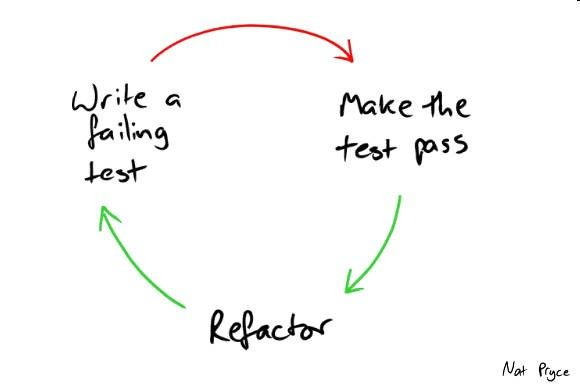 Write a
failing
test
Make the
test pass
Refactor
Nat Pryce